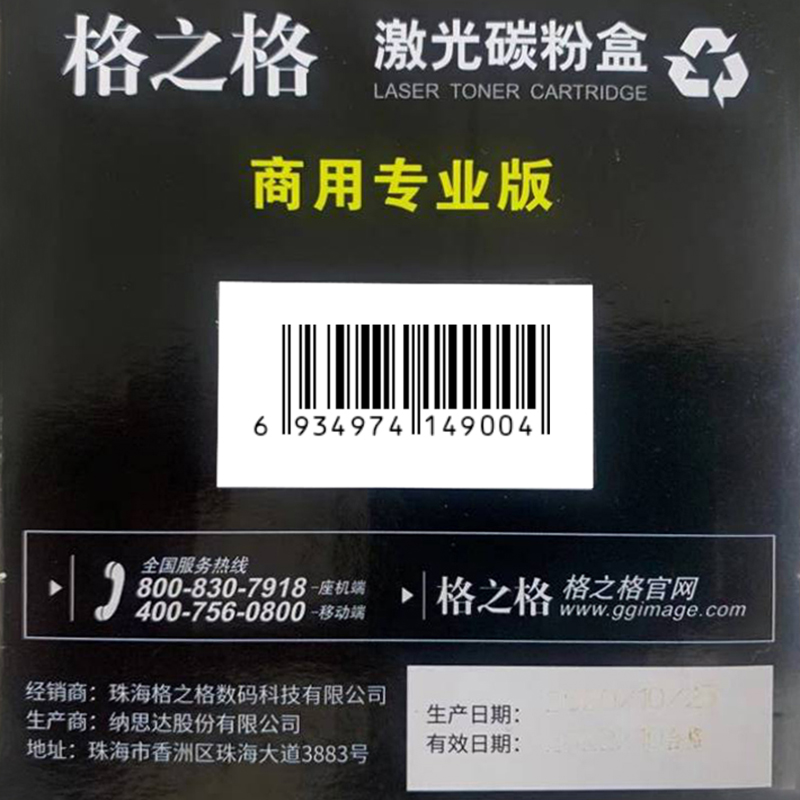 格之格
激光碳粉盒
LASER TONER CARTRIDGE
商用专业版
6 934974 149004
全国服务热线
800-830-7918-座机端
400-756-0800-移动端
格之格 格之格官网
www.ggimage.com
经销商：珠海格之格数码科技有限公司
生产商：纳思达股份有限公司
地址：珠海市香洲区珠海大道3883号
生产日期：
有效日期：